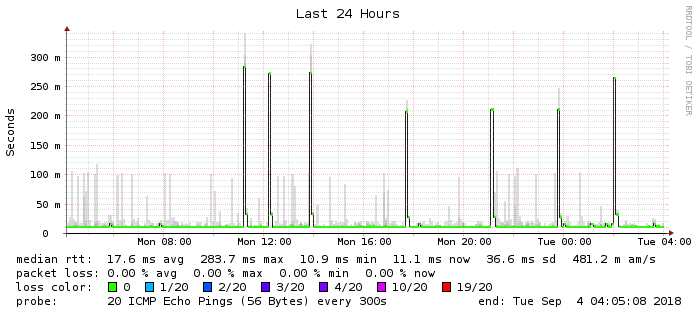 Last 24 Hours
RRDTOOL / TOBI OETIKER
Seconds
300 m
250 m
200 m
150 m
100 m
50 m
0
Mon 08:00 Mon 12:00 Mon 16:00 Mon 20:00 Tue 00:00 Tue 04:00
median rtt: 17.6 ms avg 283.7 ms max 10.9 ms min 11.1 ms now 36.6 ms sd 481.2 m am/s
packet loss: 0.00 % avg 0.00 % max 0.00 % min 0.00 % now
loss color: 0 1/20 2/20 3/20 4/20 10/20 19/20
probe: 20 ICMP Echo Pings (56 Bytes) every 300s end: Tue Sep 4 04:05:08 2018